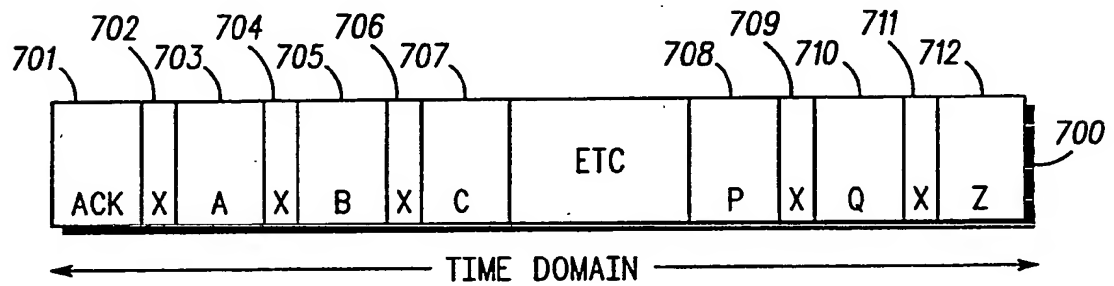 702 704 706 709 711
701 703 705 707 708 710 712
700
ETC
ACK X A X B X C P X Q X Z
TIME DOMAIN